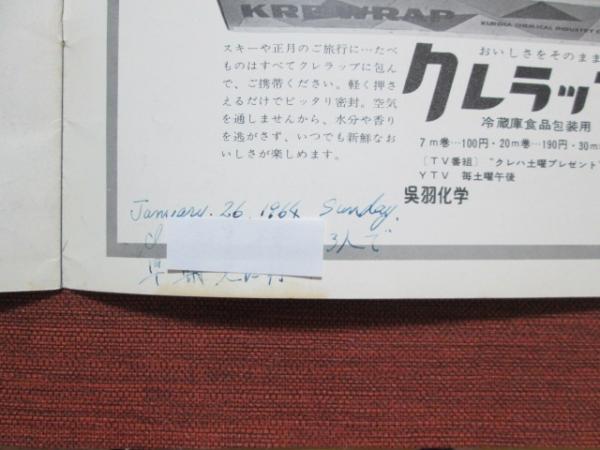 KREWRAP
KUREHA CHEMICAL INDUSTRY
スキーや正月のご旅行に…たべ
ものはすべてクレラップに包ん
で、ご携帯ください。軽く押さ
えるだけでピッタリ密封。空気
を通しませんから、水分や香り
を逃がさず、いつでも新鮮なお
いしさが楽しめます。
おいしさをそのまま
クレラップ
冷蔵庫食品包装用
7m巻…100円・20m巻…190円・30m
〔TV番組〕“クレハ土曜プレゼント”
YTV 毎土曜午後
呉羽化学
January. 26. 1964 Sunday.
3人で